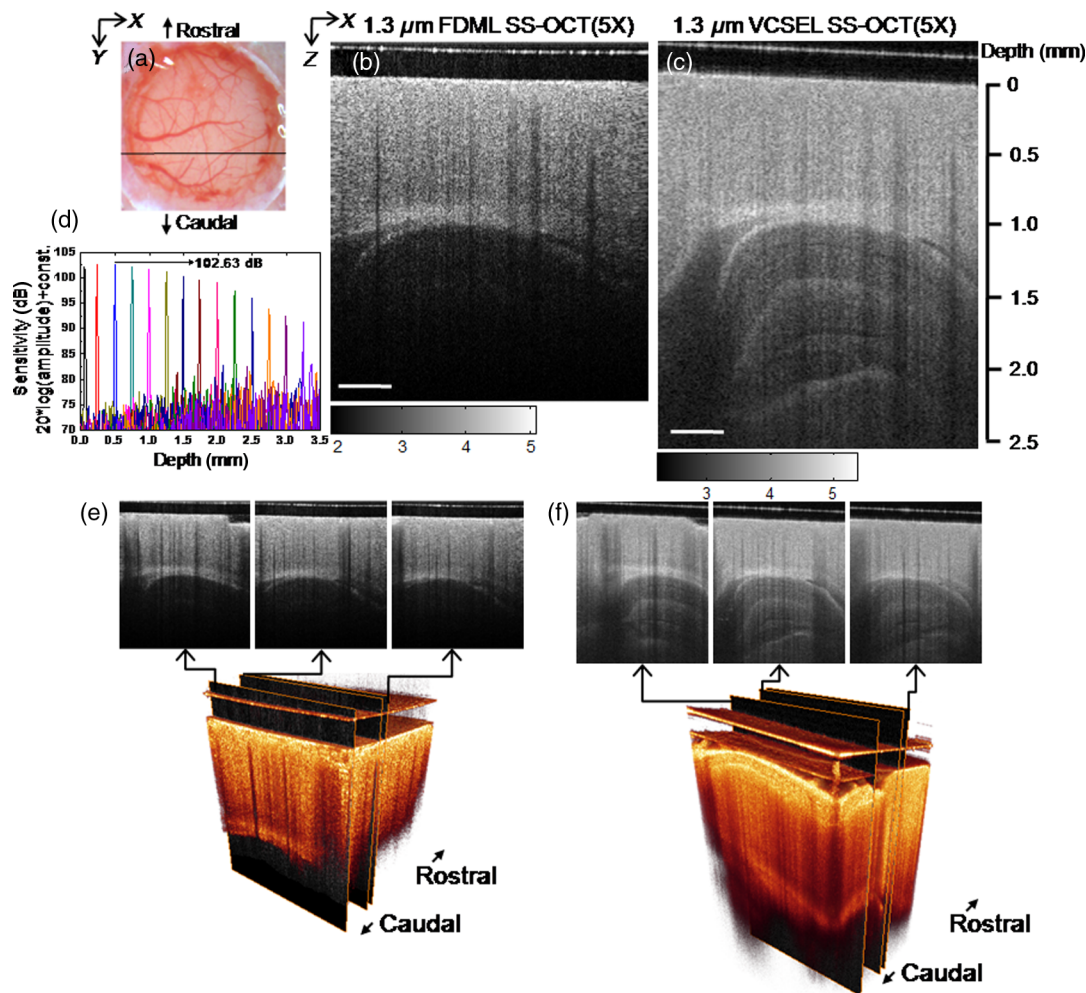 X
↑ Rostral
Y
(a)
↓ Caudal
X
Z
1.3 µm FDML SS-OCT(5X)
(b)
2 3 4 5
1.3 µm VCSEL SS-OCT(5X)
(c)
3 4 5
Depth (mm)
0
0.5
1.0
1.5
2.0
2.5
(d)
102.63 dB
Sensitivity (dB)
20*log(amplitude)+const.
105
100
95
90
85
80
75
70
0.0 0.5 1.0 1.5 2.0 2.5 3.0 3.5
Depth (mm)
(e)
Rostral
Caudal
(f)
Rostral
Caudal